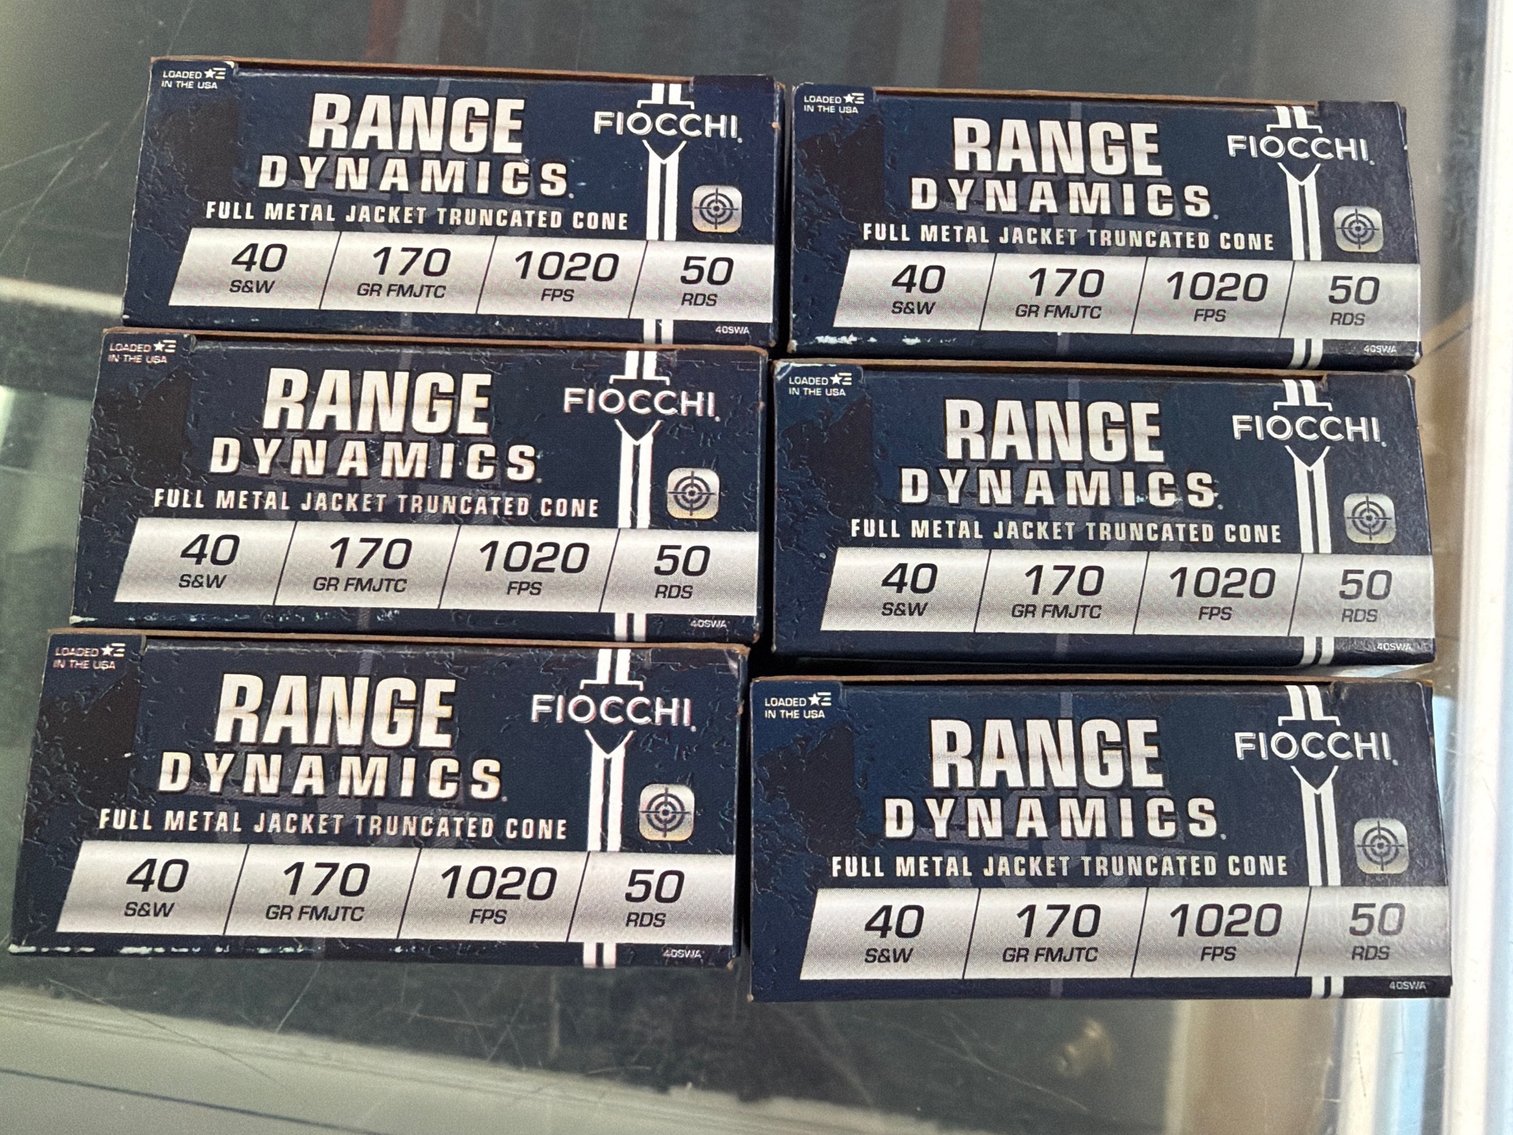 LOADED
IN THE USA
RANGE
DYNAMICS
FULL METAL JACKET TRUNCATED CONE
FIOCCHI
40 170 1020 50
S&W GR FMJTC FPS RDS
40SWA
LOADED
IN THE USA
RANGE
DYNAMICS
FULL METAL JACKET TRUNCATED CONE
FIOCCHI
40 170 1020 50
S&W GR FMJTC FPS RDS
40SWA
LOADED
IN THE USA
RANGE
DYNAMICS
FULL METAL JACKET TRUNCATED CONE
FIOCCHI
40 170 1020 50
S&W GR FMJTC FPS RDS
40SWA
LOADED
IN THE USA
RANGE
DYNAMICS
FULL METAL JACKET TRUNCATED CONE
FIOCCHI
40 170 1020 50
S&W GR FMJTC FPS RDS
40SWA
LOADED
IN THE USA
RANGE
DYNAMICS
FULL METAL JACKET TRUNCATED CONE
FIOCCHI
40 170 1020 50
S&W GR FMJTC FPS RDS
40SWA
LOADED
IN THE USA
RANGE
DYNAMICS
FULL METAL JACKET TRUNCATED CONE
FIOCCHI
40 170 1020 50
S&W GR FMJTC FPS RDS
40SWA